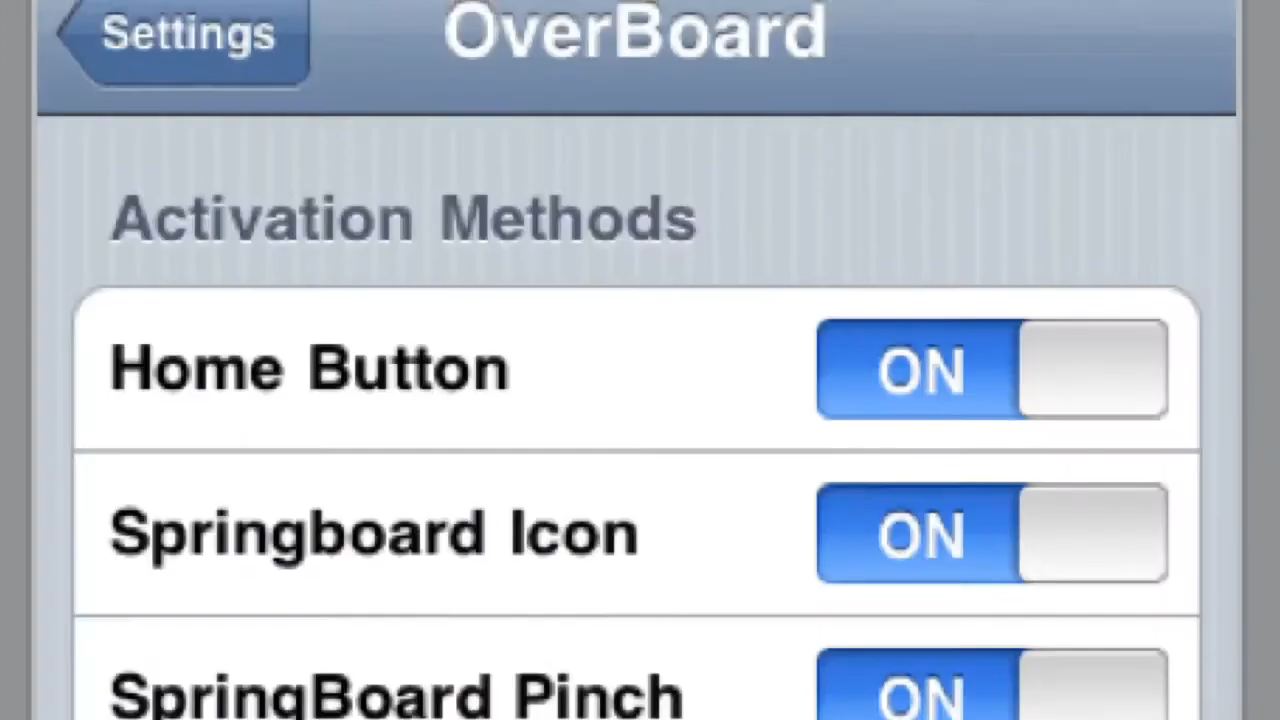 Settings
OverBoard
Activation Methods
Home Button ON
Springboard Icon ON
SpringBoard Pinch ON